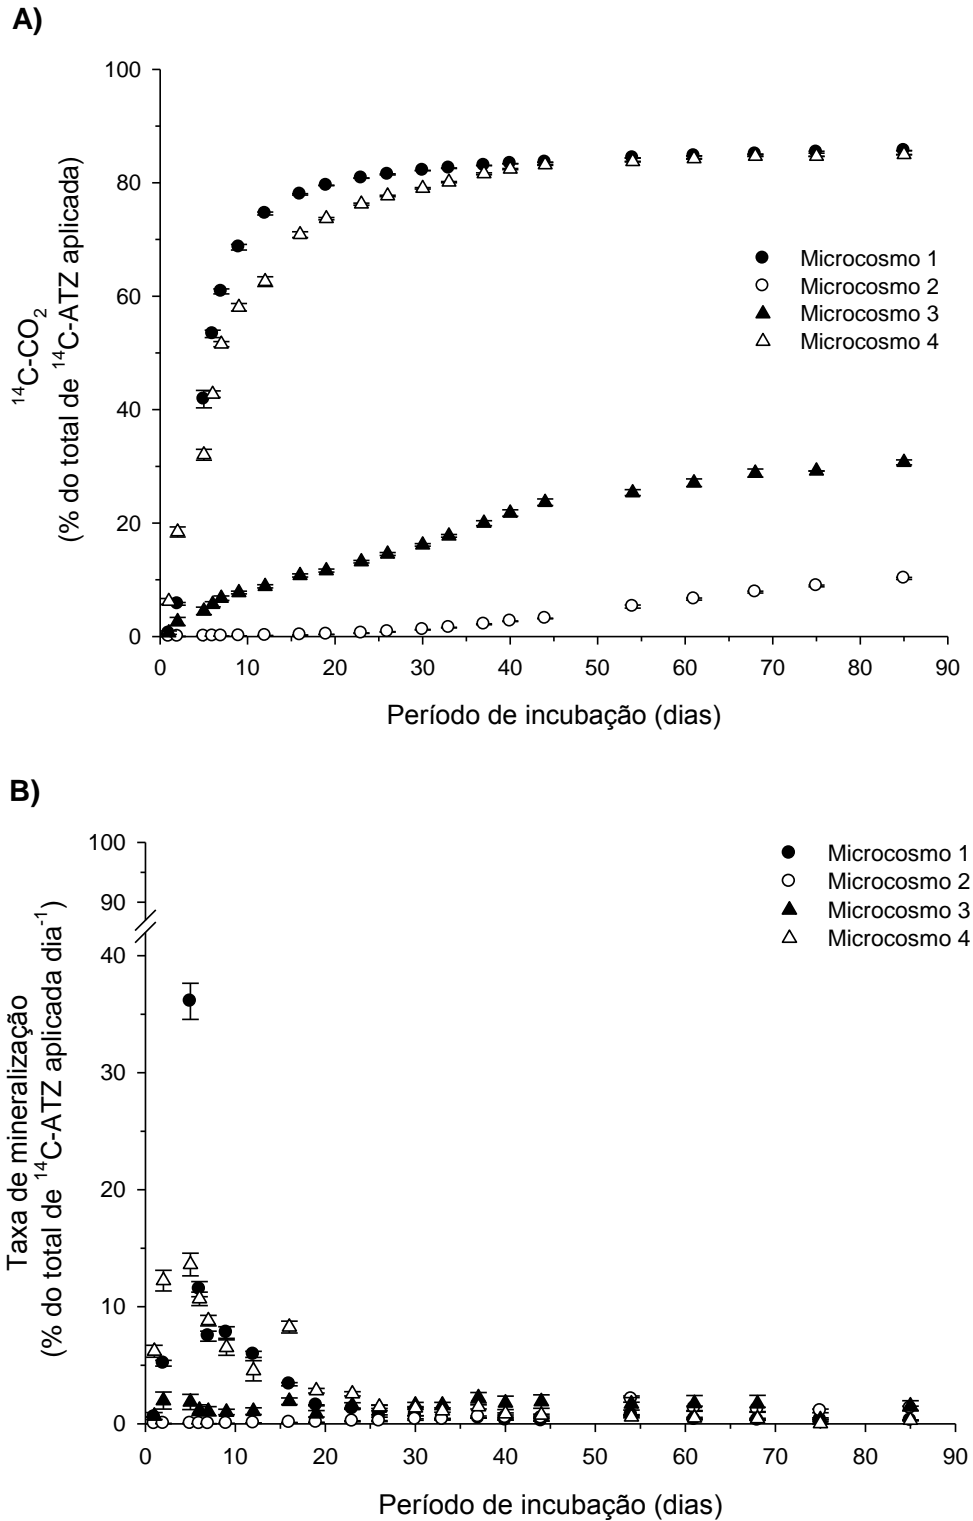 A)
100
80
60
40
20
0
¹⁴C-CO₂
(% do total de ¹⁴C-ATZ aplicada)
Microcosmo 1
Microcosmo 2
Microcosmo 3
Microcosmo 4
0 10 20 30 40 50 60 70 80 90
Período de incubação (dias)
B)
100
90
40
30
20
10
0
Taxa de mineralização
(% do total de ¹⁴C-ATZ aplicada dia⁻¹)
Microcosmo 1
Microcosmo 2
Microcosmo 3
Microcosmo 4
0 10 20 30 40 50 60 70 80 90
Período de incubação (dias)